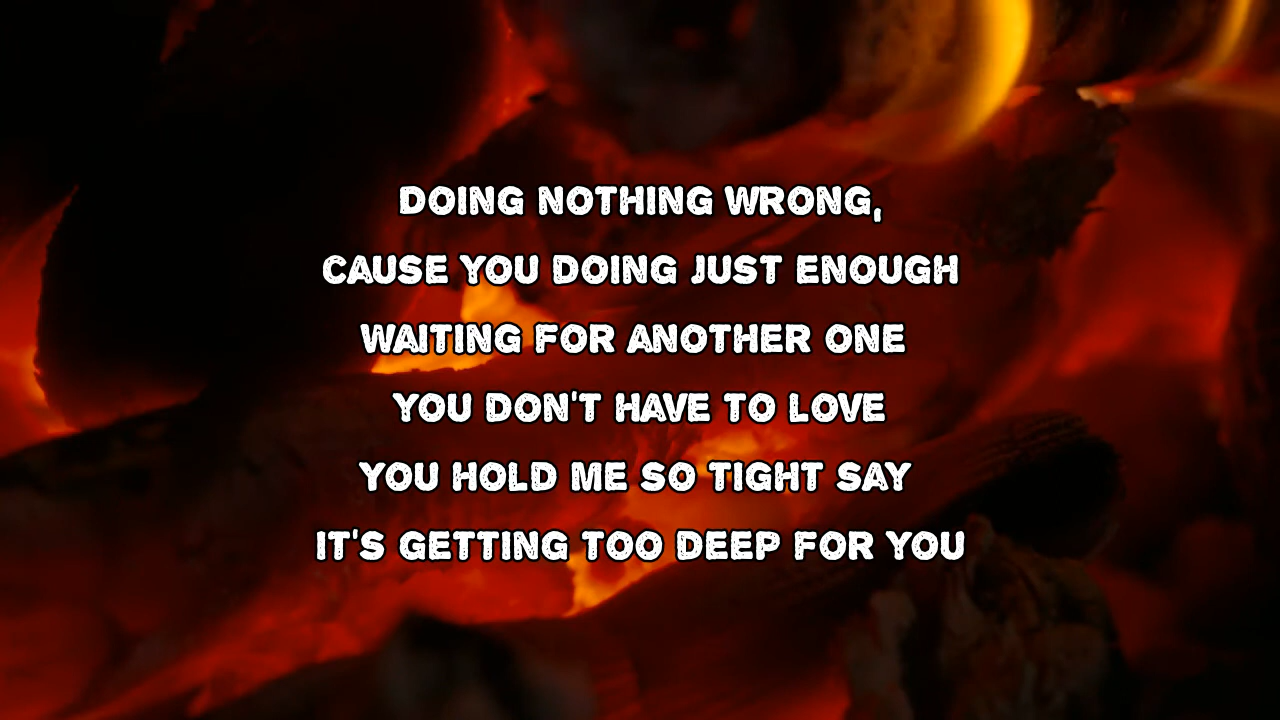 DOING NOTHING WRONG,
CAUSE YOU DOING JUST ENOUGH
WAITING FOR ANOTHER ONE
YOU DON'T HAVE TO LOVE
YOU HOLD ME SO TIGHT SAY
IT'S GETTING TOO DEEP FOR YOU